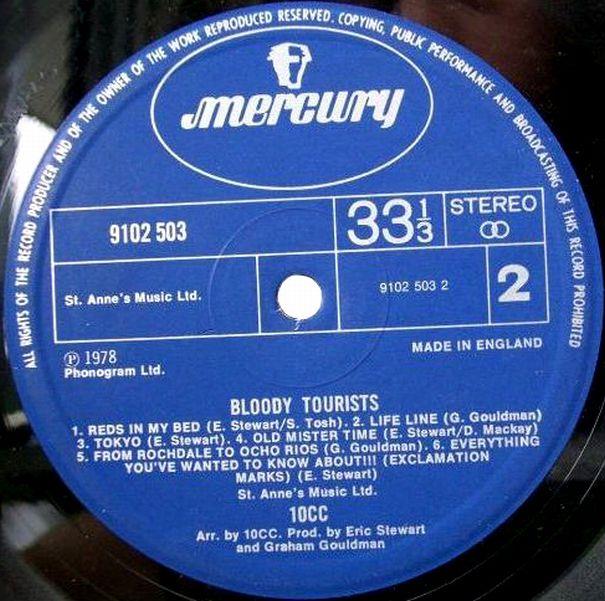 ALL RIGHTS OF THE RECORD PRODUCER AND OF THE OWNER OF THE WORK REPRODUCED RESERVED. COPYING, PUBLIC PERFORMANCE AND BROADCASTING OF THIS RECORD PROHIBITED
mercury
9102 503
33 1/3
STEREO
St. Anne's Music Ltd.
9102 503 2
2
Ⓟ 1978
Phonogram Ltd.
MADE IN ENGLAND
BLOODY TOURISTS
1. REDS IN MY BED (E. Stewart/S. Tosh). 2. LIFE LINE (G. Gouldman)
3. TOKYO (E. Stewart). 4. OLD MISTER TIME (E. Stewart/D. Mackay)
5. FROM ROCHDALE TO OCHO RIOS (G. Gouldman). 6. EVERYTHING
YOU'VE WANTED TO KNOW ABOUT!!! (EXCLAMATION
MARKS) (E. Stewart)
St. Anne's Music Ltd.
10CC
Arr. by 10CC. Prod. by Eric Stewart
and Graham Gouldman